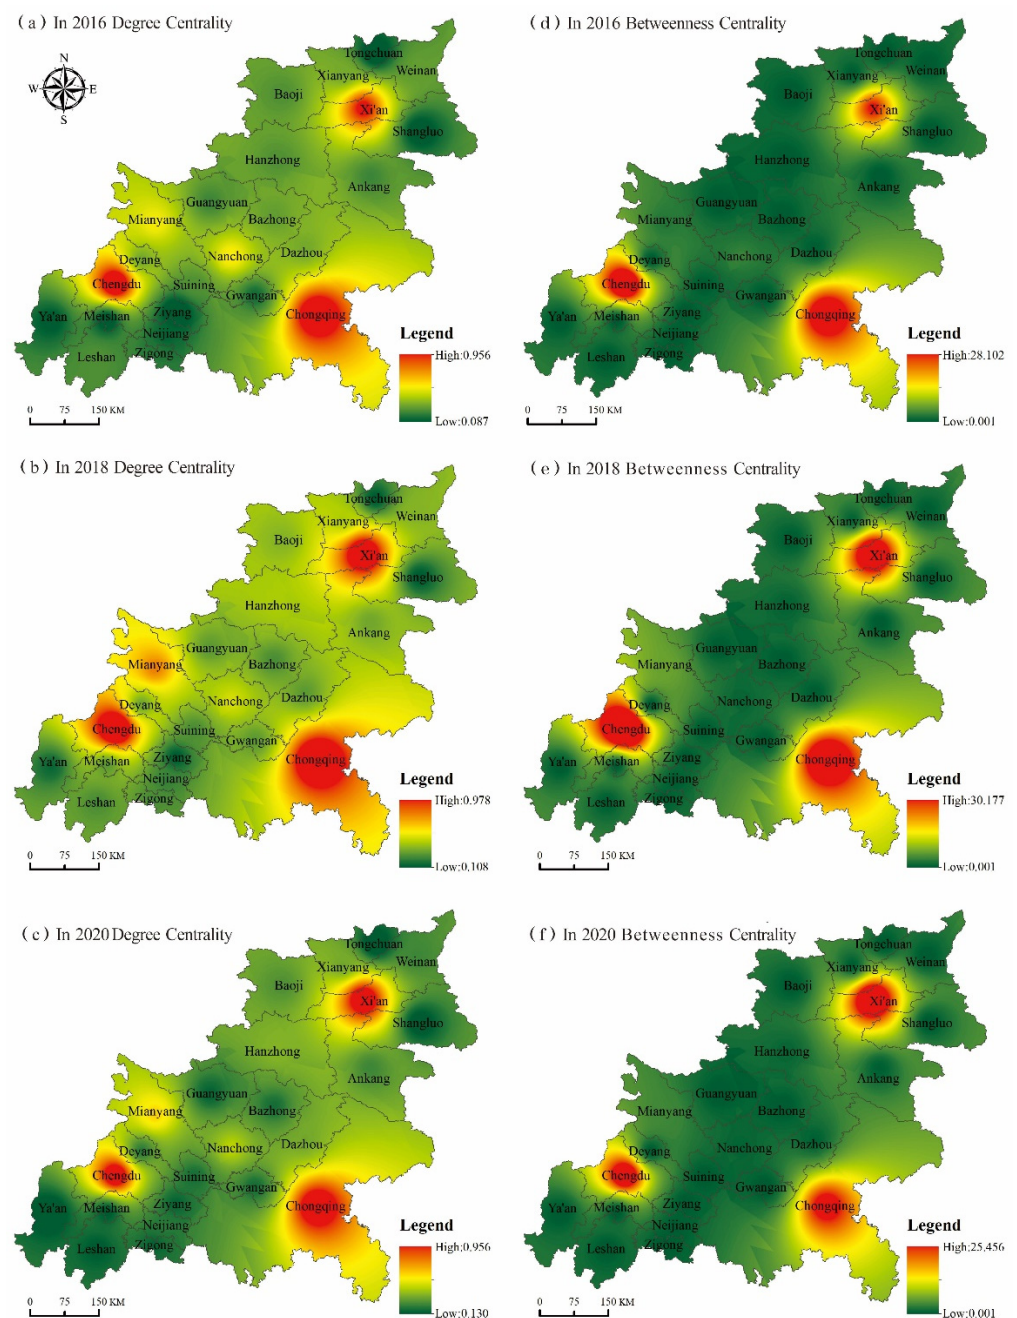 (a) In 2016 Degree Centrality
N
W
E
S
Tongchuan
Xianyang
Weinan
Baoji
Xi'an
Shangluo
Hanzhong
Ankang
Guangyuan
Mianyang
Bazhong
Deyang
Nanchong
Dazhou
Chengdu
Suining
Gwangan
Ya'an
Meishan
Ziyang
Chongqing
Neijiang
Leshan
Zigong
Legend
High:0.956
Low:0.087
0 75 150 KM
(d) In 2016 Betweenness Centrality
Tongchuan
Xianyang
Weinan
Baoji
Xi'an
Shangluo
Hanzhong
Ankang
Guangyuan
Mianyang
Bazhong
Deyang
Nanchong
Dazhou
Chengdu
Suining
Gwangan
Ya'an
Meishan
Ziyang
Chongqing
Neijiang
Leshan
Zigong
Legend
High:28.102
Low:0.001
0 75 150 KM
(b) In 2018 Degree Centrality
Tongchuan
Xianyang
Weinan
Baoji
Xi'an
Shangluo
Hanzhong
Ankang
Guangyuan
Mianyang
Bazhong
Deyang
Nanchong
Dazhou
Chengdu
Suining
Gwangan
Ya'an
Meishan
Ziyang
Chongqing
Neijiang
Leshan
Zigong
Legend
High:0.978
Low:0.108
0 75 150 KM
(e) In 2018 Betweenness Centrality
Tongchuan
Xianyang
Weinan
Baoji
Xi'an
Shangluo
Hanzhong
Ankang
Guangyuan
Mianyang
Bazhong
Deyang
Nanchong
Dazhou
Chengdu
Suining
Gwangan
Ya'an
Meishan
Ziyang
Chongqing
Neijiang
Leshan
Zigong
Legend
High:30.177
Low:0.001
0 75 150 KM
(c) In 2020 Degree Centrality
Tongchuan
Xianyang
Weinan
Baoji
Xi'an
Shangluo
Hanzhong
Ankang
Guangyuan
Mianyang
Bazhong
Deyang
Nanchong
Dazhou
Chengdu
Suining
Gwangan
Ya'an
Meishan
Ziyang
Chongqing
Neijiang
Leshan
Zigong
Legend
High:0.956
Low:0.130
0 75 150 KM
(f) In 2020 Betweenness Centrality
Tongchuan
Xianyang
Weinan
Baoji
Xi'an
Shangluo
Hanzhong
Ankang
Guangyuan
Mianyang
Bazhong
Deyang
Nanchong
Dazhou
Chengdu
Suining
Gwangan
Ya'an
Meishan
Ziyang
Chongqing
Neijiang
Leshan
Zigong
Legend
High:25.456
Low:0.001
0 75 150 KM